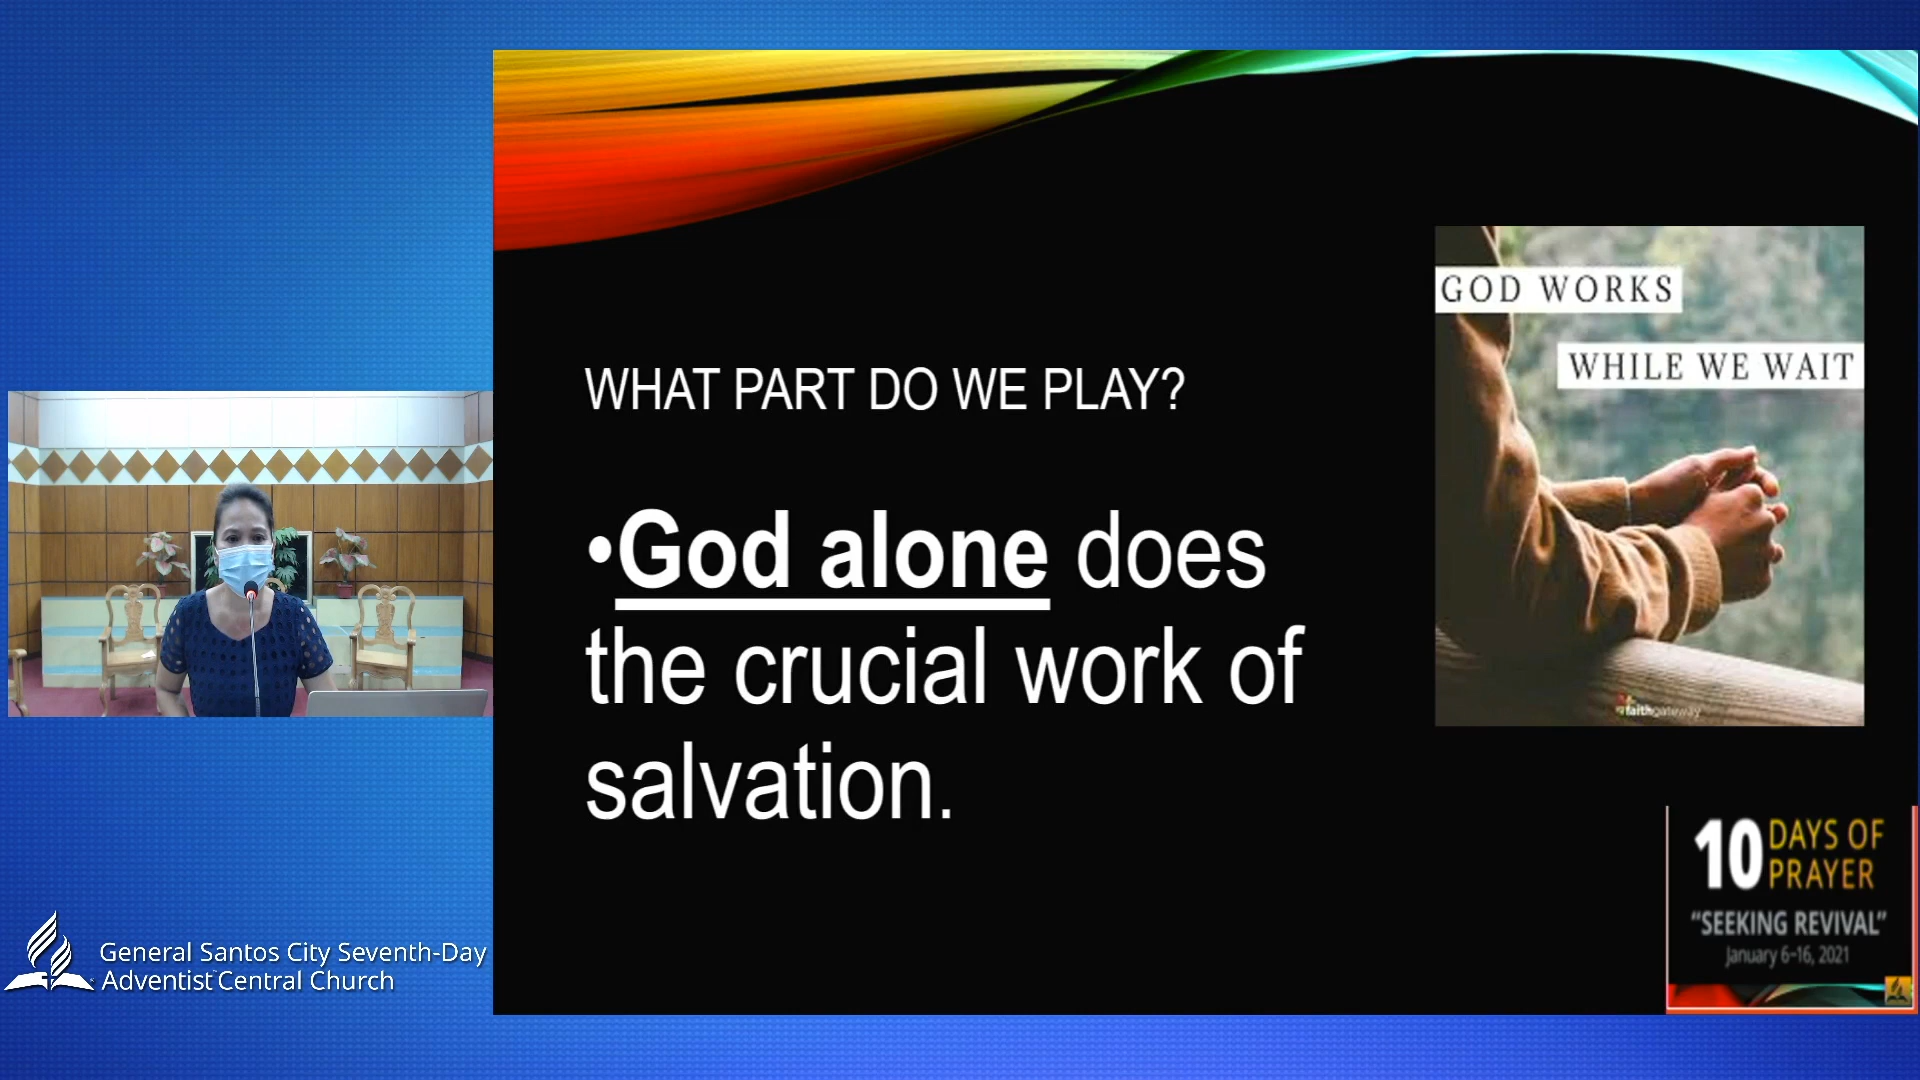 GOD WORKS
WHILE WE WAIT
WHAT PART DO WE PLAY?
•God alone does
the crucial work of
salvation.
faithgateway
10 DAYS OF
PRAYER
“SEEKING REVIVAL”
January 6-16, 2021
General Santos City Seventh-Day
Adventist Central Church